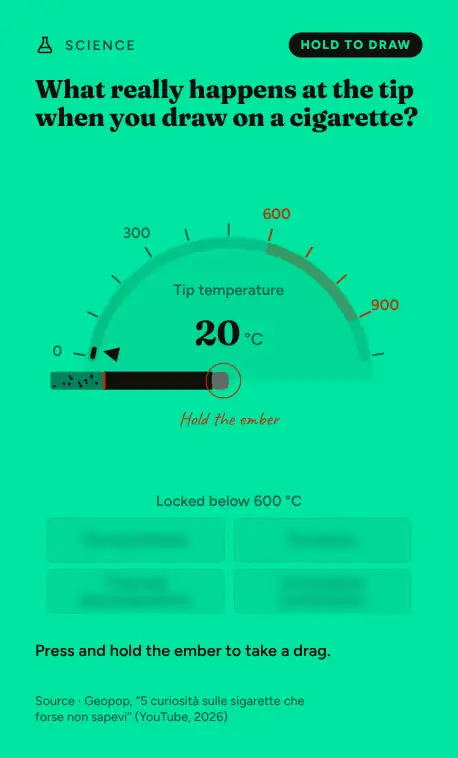 SCIENCE
HOLD TO DRAW
What really happens at the tip
when you draw on a cigarette?
600
300
900
Tip temperature
20 °C
0
Hold the ember
Locked below 600 °C
Press and hold the ember to take a drag.
Source · Geopop, “5 curiosità sulle sigarette che
forse non sapevi” (YouTube, 2026)